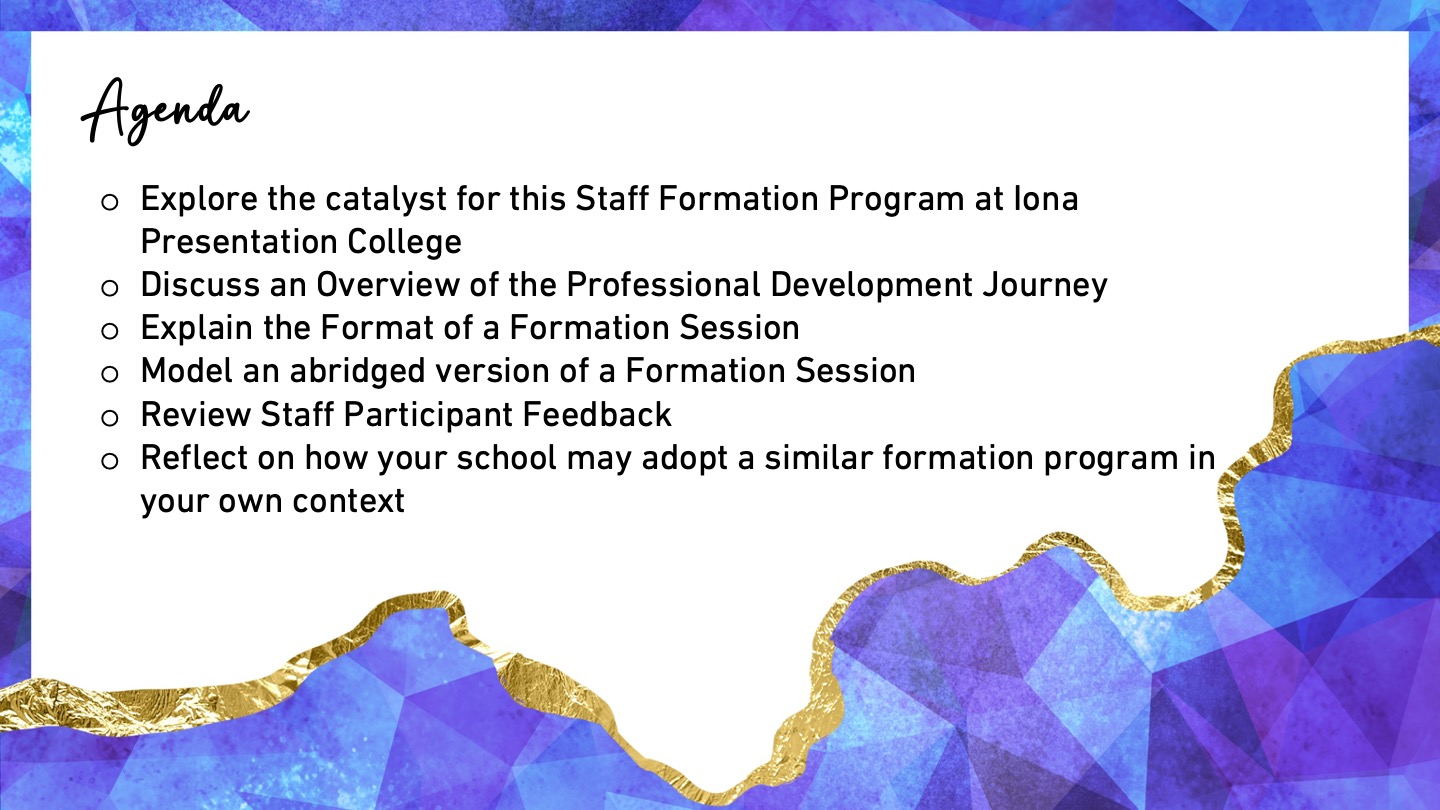 Agenda
○ Explore the catalyst for this Staff Formation Program at Iona
Presentation College
○ Discuss an Overview of the Professional Development Journey
○ Explain the Format of a Formation Session
○ Model an abridged version of a Formation Session
○ Review Staff Participant Feedback
○ Reflect on how your school may adopt a similar formation program in
your own context